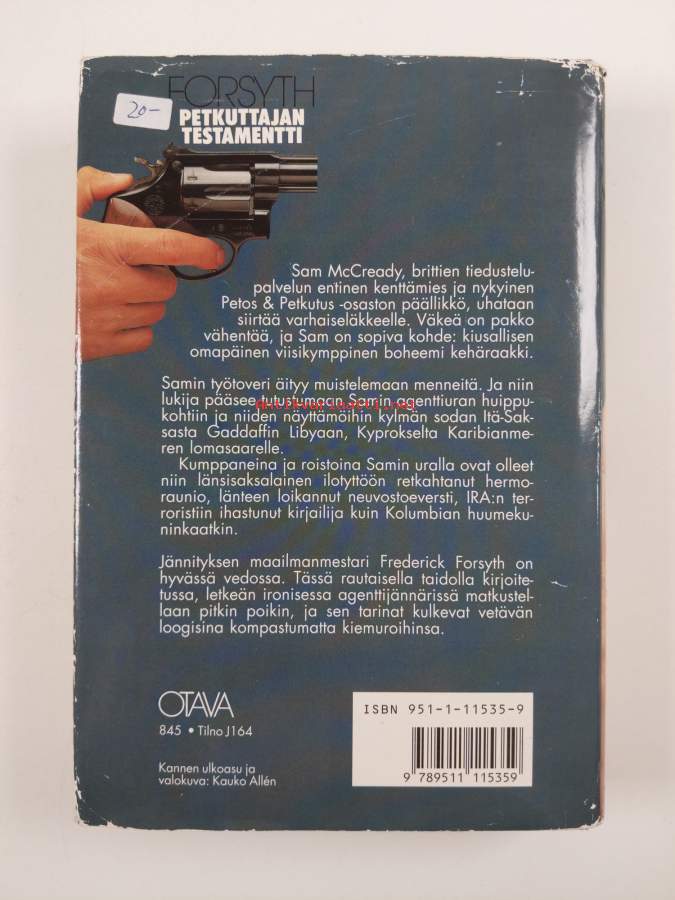 FORSYTH
20-
PETKUTTAJAN
TESTAMENTTI
Sam McCready, brittien tiedustelu-
palvelun entinen kenttämies ja nykyinen
Petos & Petkutus -osaston päällikkö, uhataan
siirtää varhaiseläkkeelle. Väkeä on pakko
vähentää, ja Sam on sopiva kohde: kiusallisen
omapäinen viisikymppinen boheemi kehäraakki.
Samin työtoveri äityy muistelemaan menneitä. Ja niin
lukija pääsee tutustumaan Samin agenttiuran huippu-
kohtiin ja niiden näyttämöihin kylmän sodan Itä-Sak-
sasta Gaddaffin Libyaan, Kyprokselta Karibianme-
ren lomasaarelle.
Kumppaneina ja roistoina Samin uralla ovat olleet
niin länsisaksalainen ilotyttöön retkahtanut hermo-
raunio, länteen loikannut neuvostoeversti, IRA:n ter-
roristiin ihastunut kirjailija kuin Kolumbian huumeku-
ninkaatkin.
Jännityksen maailmanmestari Frederick Forsyth on
hyvässä vedossa. Tässä rautaisella taidolla kirjoite-
tussa, letkeän ironisessa agenttijännärissä matkustel-
laan pitkin poikin, ja sen tarinat kulkevat vetävän
loogisina kompastumatta kiemuroihinsa.
OTAVA
845 • Tilno J164
Kannen ulkoasu ja
valokuva: Kauko Allén
ISBN 951-1-11535-9
9 789511 115359